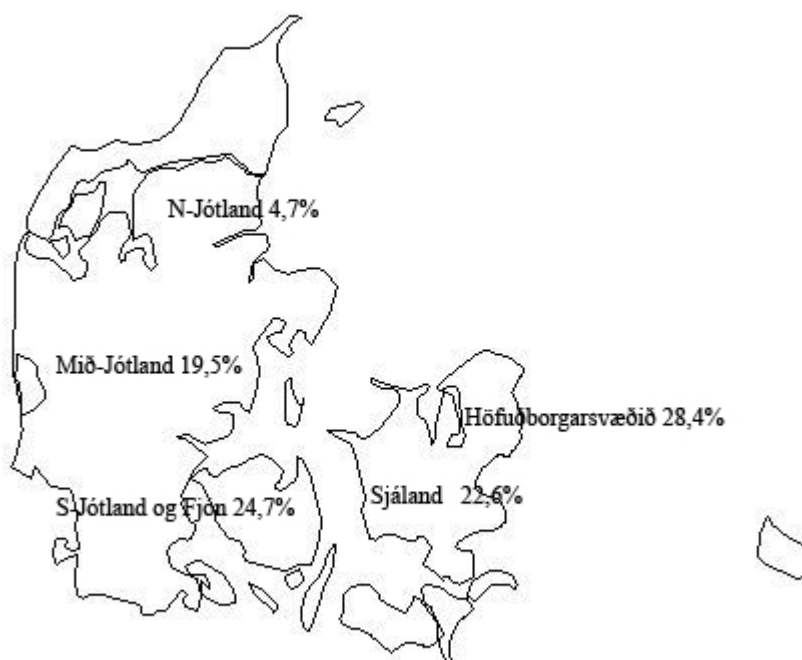 N-Jótland 4,7%
Mið-Jótland 19,5%
Höfuðborgarsvæðið 28,4%
S-Jótland og Fjón 24,7%
Sjáland 22,6%